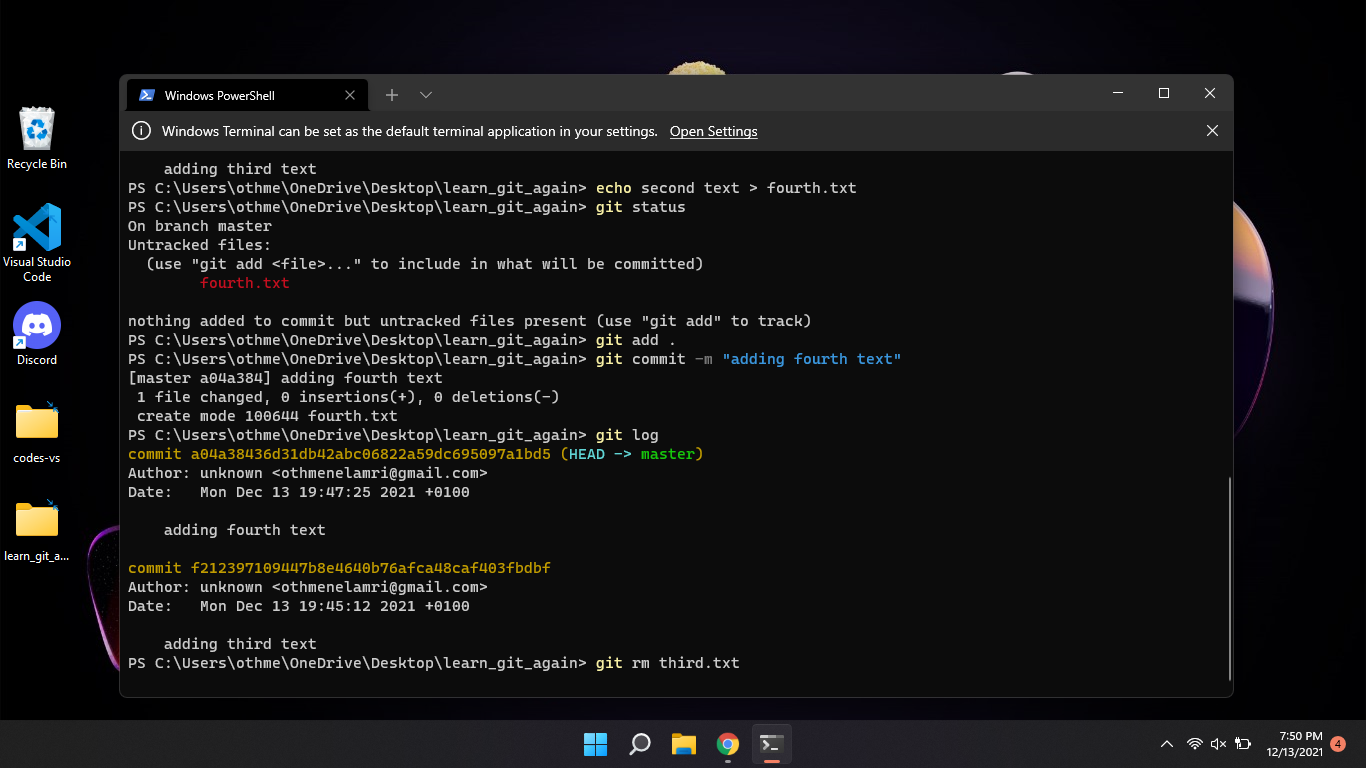 Windows PowerShell
Windows Terminal can be set as the default terminal application in your settings. Open Settings
Recycle Bin
Visual Studio
Code
Discord
codes-vs
learn_git_a...
adding third text
PS C:\Users\othme\OneDrive\Desktop\learn_git_again> echo second text > fourth.txt
PS C:\Users\othme\OneDrive\Desktop\learn_git_again> git status
On branch master
Untracked files:
(use "git add <file>..." to include in what will be committed)
fourth.txt
nothing added to commit but untracked files present (use "git add" to track)
PS C:\Users\othme\OneDrive\Desktop\learn_git_again> git add .
PS C:\Users\othme\OneDrive\Desktop\learn_git_again> git commit -m "adding fourth text"
[master a04a384] adding fourth text
1 file changed, 0 insertions(+), 0 deletions(-)
create mode 100644 fourth.txt
PS C:\Users\othme\OneDrive\Desktop\learn_git_again> git log
commit a04a38436d31db42abc06822a59dc695097a1bd5 (HEAD -> master)
Author: unknown <othmenelamri@gmail.com>
Date:   Mon Dec 13 19:47:25 2021 +0100
adding fourth text
commit f212397109447b8e4640b76afca48caf403fbdbf
Author: unknown <othmenelamri@gmail.com>
Date:   Mon Dec 13 19:45:12 2021 +0100
adding third text
PS C:\Users\othme\OneDrive\Desktop\learn_git_again> git rm third.txt
7:50 PM
12/13/2021
4